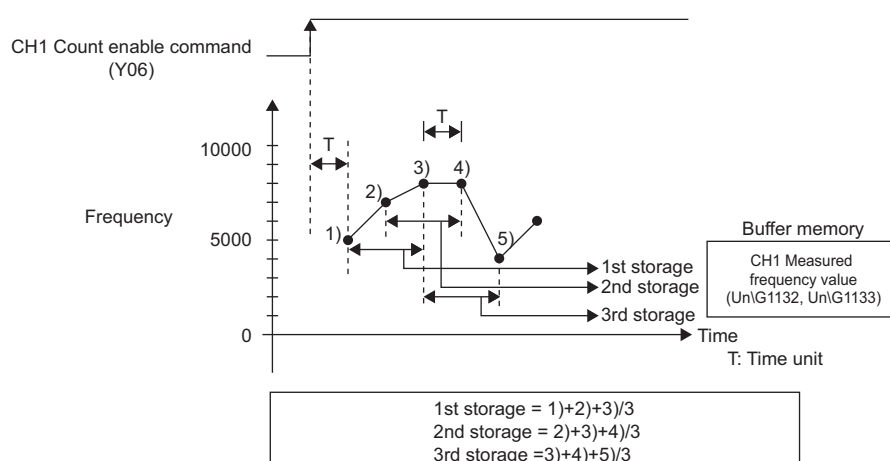 CH1 Count enable command
(Y06)
T
T
10000
3)
4)
2)
Frequency
1)
5000
5)
Buffer memory
CH1 Measured
frequency value
(Un\G1132, Un\G1133)
1st storage
2nd storage
3rd storage
0
Time
T: Time unit
1st storage = 1)+2)+3)/3
2nd storage = 2)+3)+4)/3
3rd storage =3)+4)+5)/3